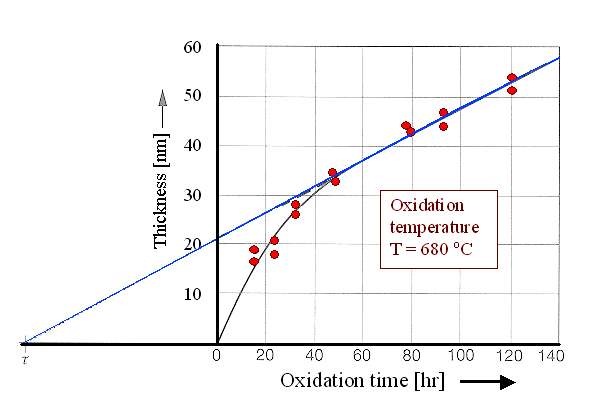 60
50
40
30
20
10
Thickness [nm]
Oxidation
temperature
T = 680 °C
τ
0 20 40 60 80 100 120 140
Oxidation time [hr]